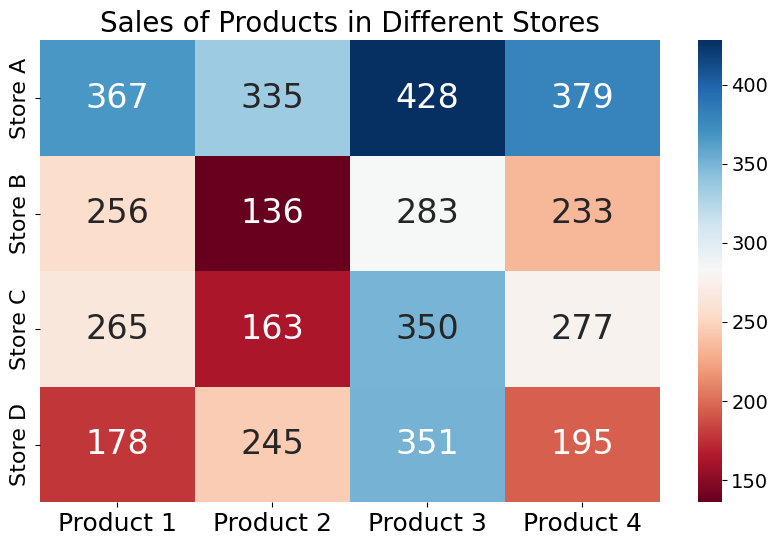 Sales of Products in Different Stores
Store A 367 335 428 379
Store B 256 136 283 233
Store C 265 163 350 277
Store D 178 245 351 195
Product 1 Product 2 Product 3 Product 4
400
350
300
250
200
150